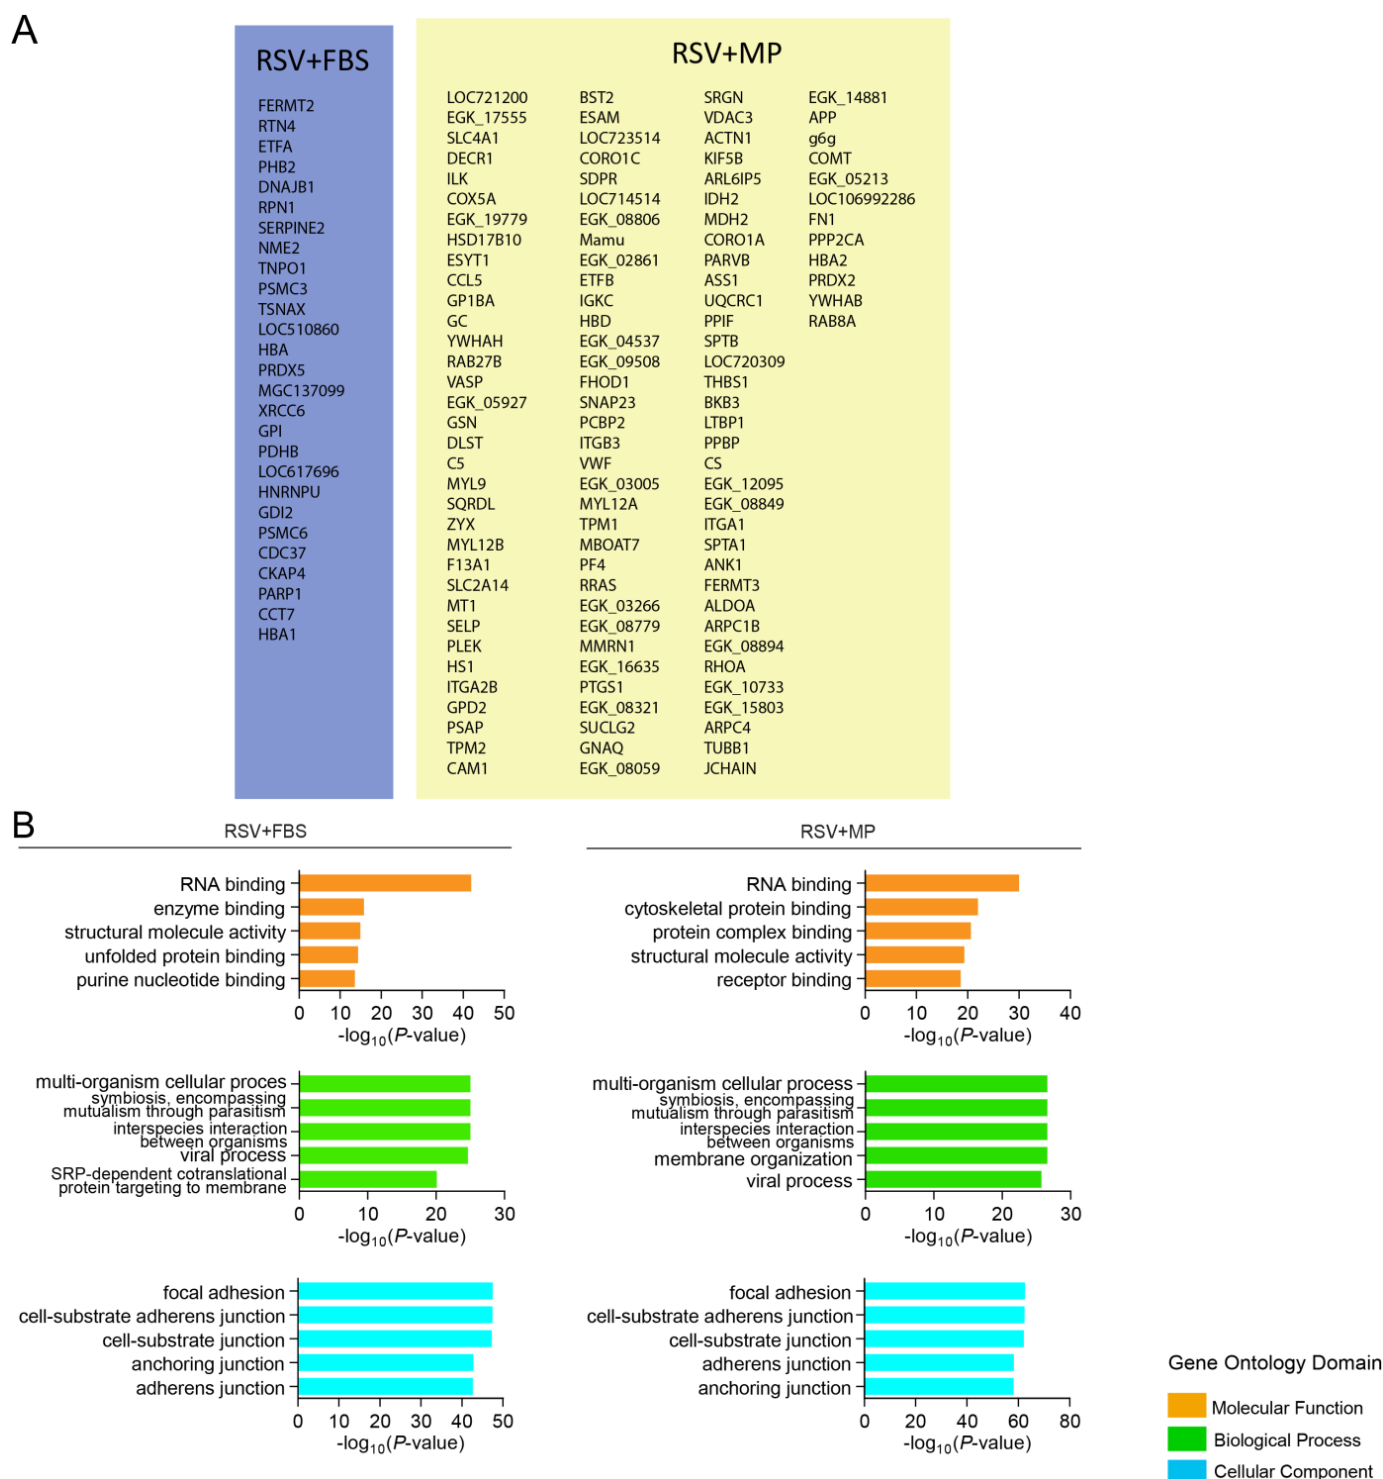 A
RSV+FBS
FERMT2
RTN4
ETFA
PHB2
DNAJB1
RPN1
SERPINE2
NME2
TNPO1
PSMC3
TSNAX
LOC510860
HBA
PRDX5
MGC137099
XRCC6
GPI
PDHB
LOC617696
HNRNPU
GDI2
PSMC6
CDC37
CKAP4
PARP1
CCT7
HBA1
RSV+MP
LOC721200
EGK_17555
SLC4A1
DECR1
ILK
COX5A
EGK_19779
HSD17B10
ESYT1
CCL5
GP1BA
GC
YWHAH
RAB27B
VASP
EGK_05927
GSN
DLST
C5
MYL9
SQRDL
ZYX
MYL12B
F13A1
SLC2A14
MT1
SELP
PLEK
HS1
ITGA2B
GPD2
PSAP
TPM2
CAM1
BST2
ESAM
LOC723514
CORO1C
SDPR
LOC714514
EGK_08806
Mamu
EGK_02861
ETFB
IGKC
HBD
EGK_04537
EGK_09508
FHOD1
SNAP23
PCBP2
ITGB3
VWF
EGK_03005
MYL12A
TPM1
MBOAT7
PF4
RRAS
EGK_03266
EGK_08779
MMRN1
EGK_16635
PTGS1
EGK_08321
SUCLG2
GNAQ
EGK_08059
SRGN
VDAC3
ACTN1
KIF5B
ARL6IP5
IDH2
MDH2
CORO1A
PARVB
ASS1
UQCRC1
PPIF
SPTB
LOC720309
THBS1
BKB3
LTBP1
PPBP
CS
EGK_12095
EGK_08849
ITGA1
SPTA1
ANK1
FERMT3
ALDOA
ARPC1B
EGK_08894
RHOA
EGK_10733
EGK_15803
ARPC4
TUBB1
JCHAIN
EGK_14881
APP
g6g
COMT
EGK_05213
LOC106992286
FN1
PPP2CA
HBA2
PRDX2
YWHAB
RAB8A
B
RSV+FBS
RNA binding
enzyme binding
structural molecule activity
unfolded protein binding
purine nucleotide binding
0 10 20 30 40 50
-log10(P-value)
multi-organism cellular proces
symbiosis, encompassing
mutualism through parasitism
interspecies interaction
between organisms
viral process
SRP-dependent cotranslational
protein targeting to membrane
0 10 20 30
-log10(P-value)
focal adhesion
cell-substrate adherens junction
cell-substrate junction
anchoring junction
adherens junction
0 10 20 30 40 50
-log10(P-value)
RSV+MP
RNA binding
cytoskeletal protein binding
protein complex binding
structural molecule activity
receptor binding
0 10 20 30 40
-log10(P-value)
multi-organism cellular process
symbiosis, encompassing
mutualism through parasitism
interspecies interaction
between organisms
membrane organization
viral process
0 10 20 30
-log10(P-value)
focal adhesion
cell-substrate adherens junction
cell-substrate junction
adherens junction
anchoring junction
0 20 40 60 80
-log10(P-value)
Gene Ontology Domain
Molecular Function
Biological Process
Cellular Component